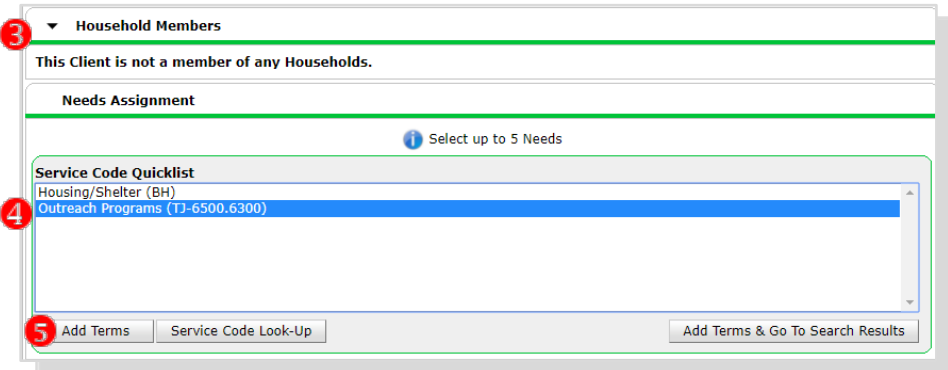 3 Household Members
This Client is not a member of any Households.
Needs Assignment
i Select up to 5 Needs
Service Code Quicklist
Housing/Shelter (BH)
4 Outreach Programs (TJ-6500.6300)
5 Add Terms Service Code Look-Up Add Terms & Go To Search Results